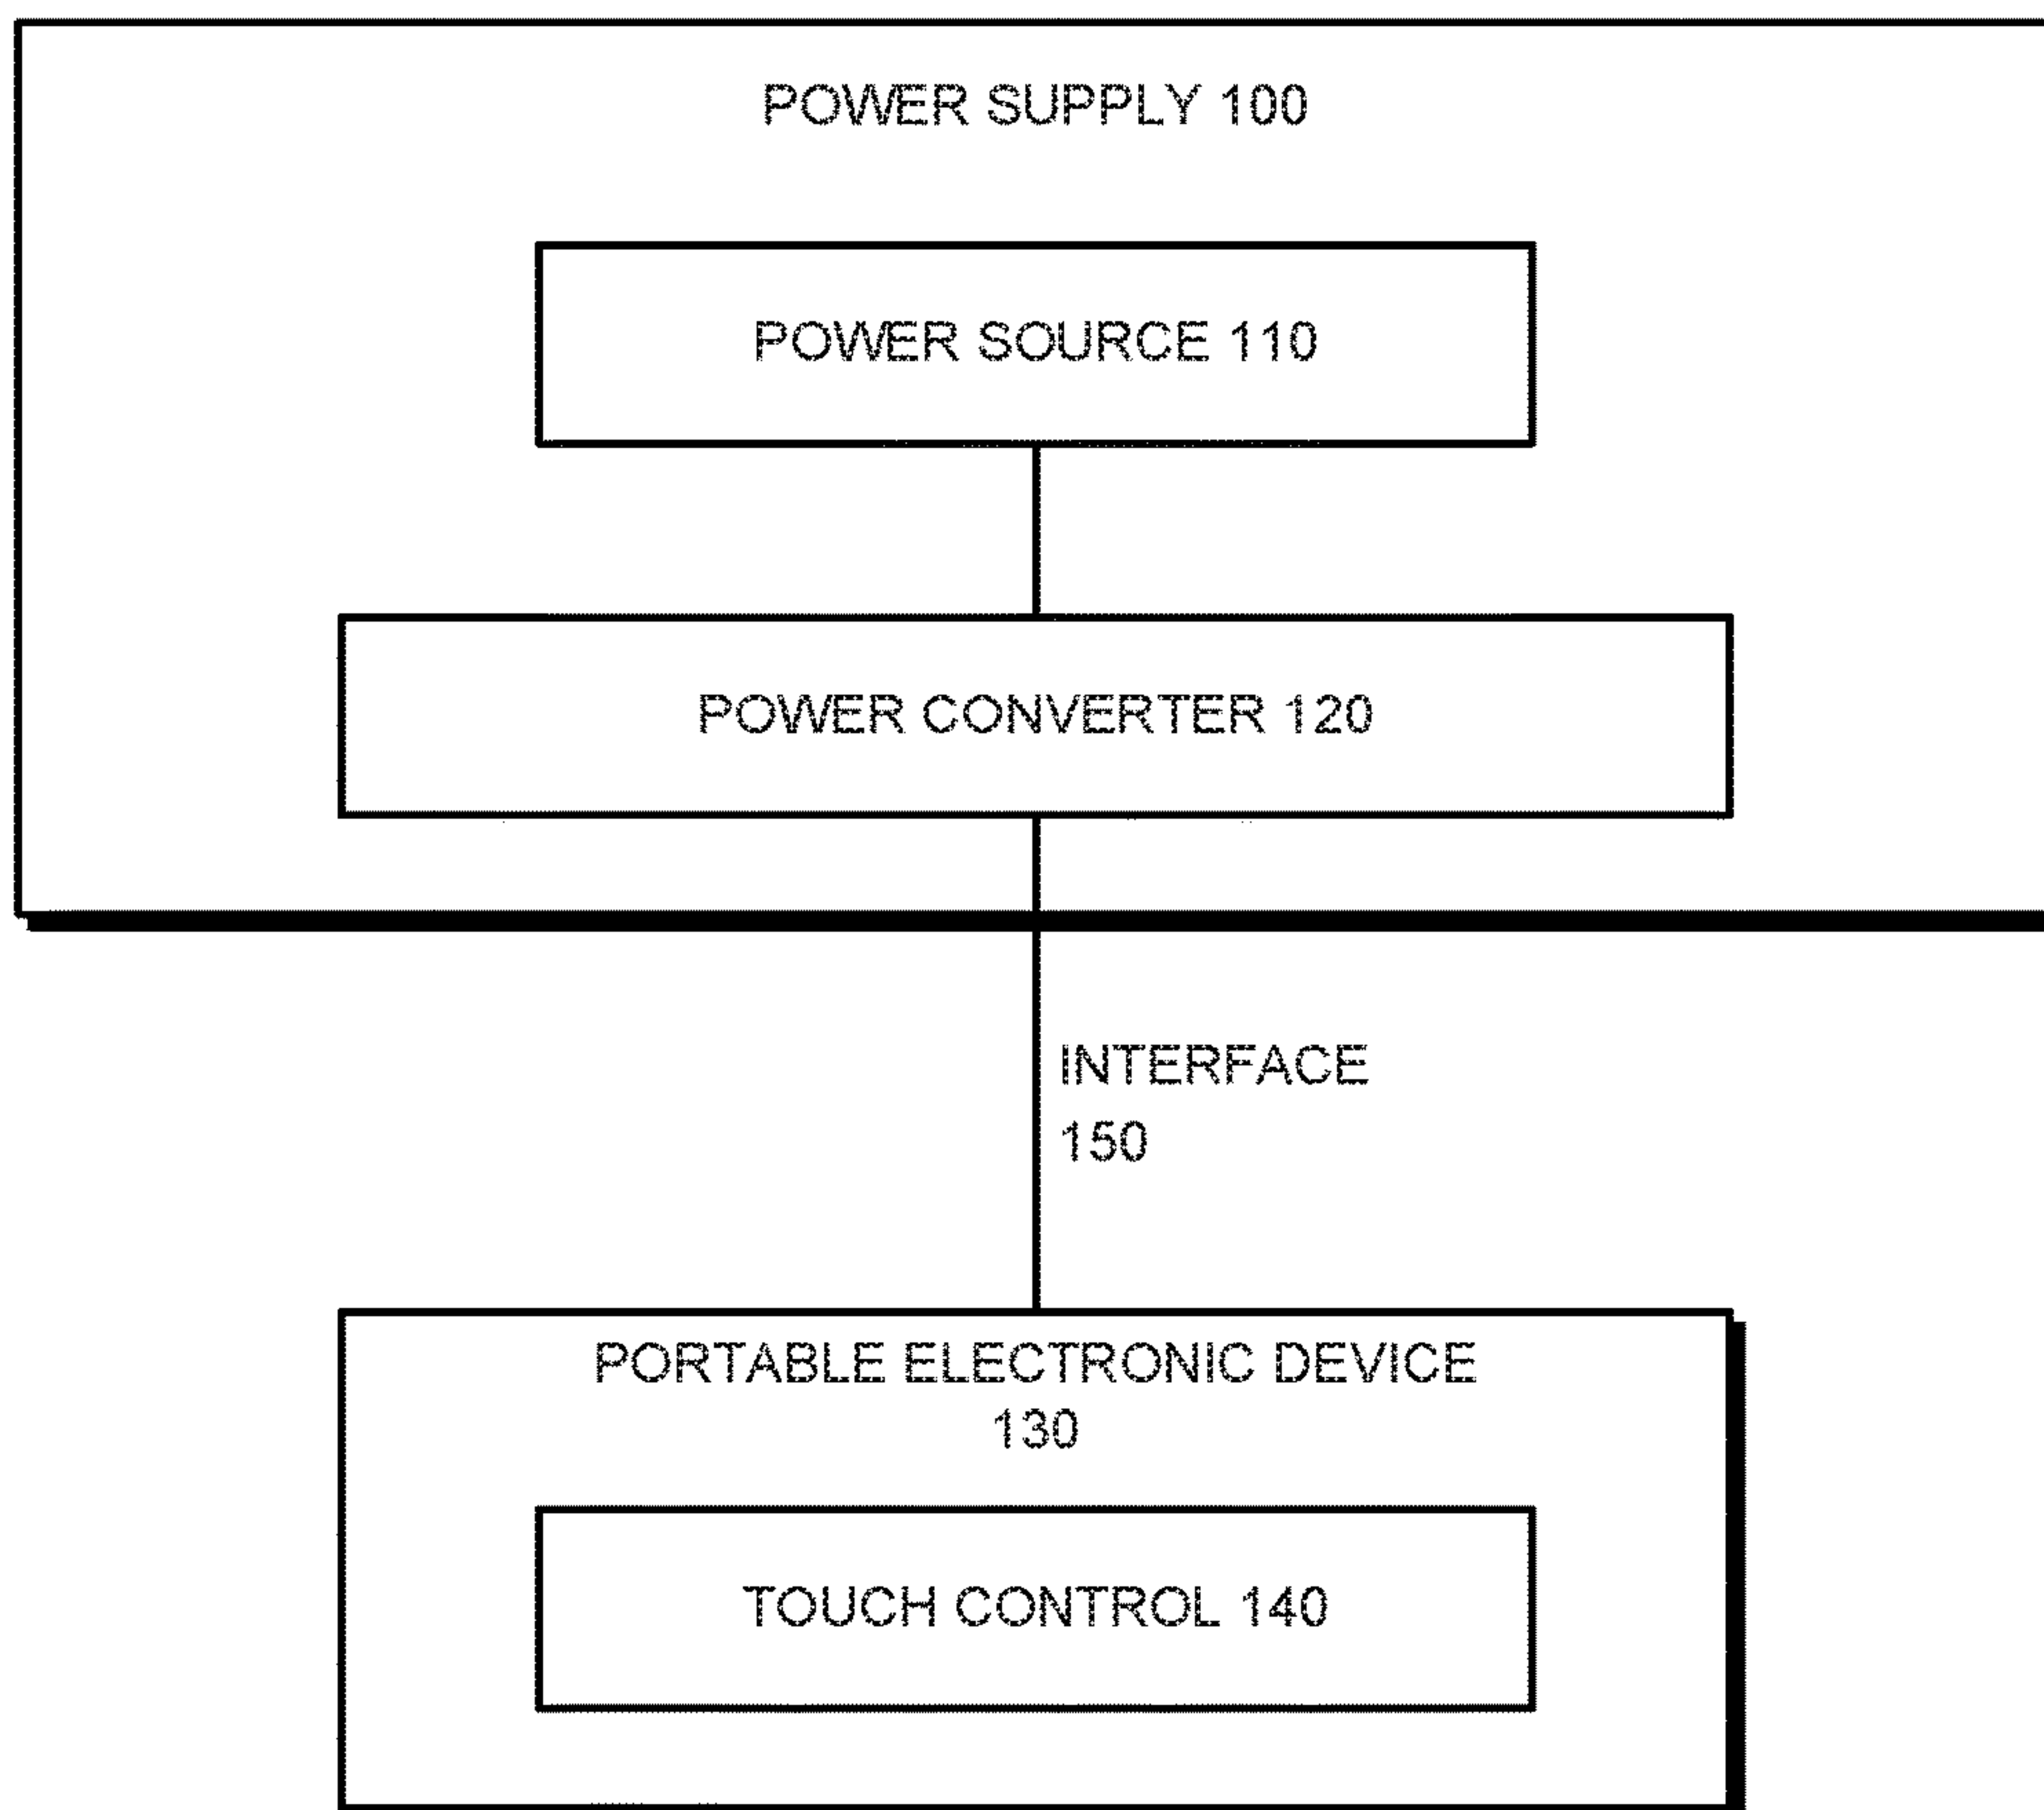 POWER SUPPLY 100
POWER SOURCE 110
POWER CONVERTER 120
INTERFACE
150
PORTABLE ELECTRONIC DEVICE
130
TOUCH CONTROL 140